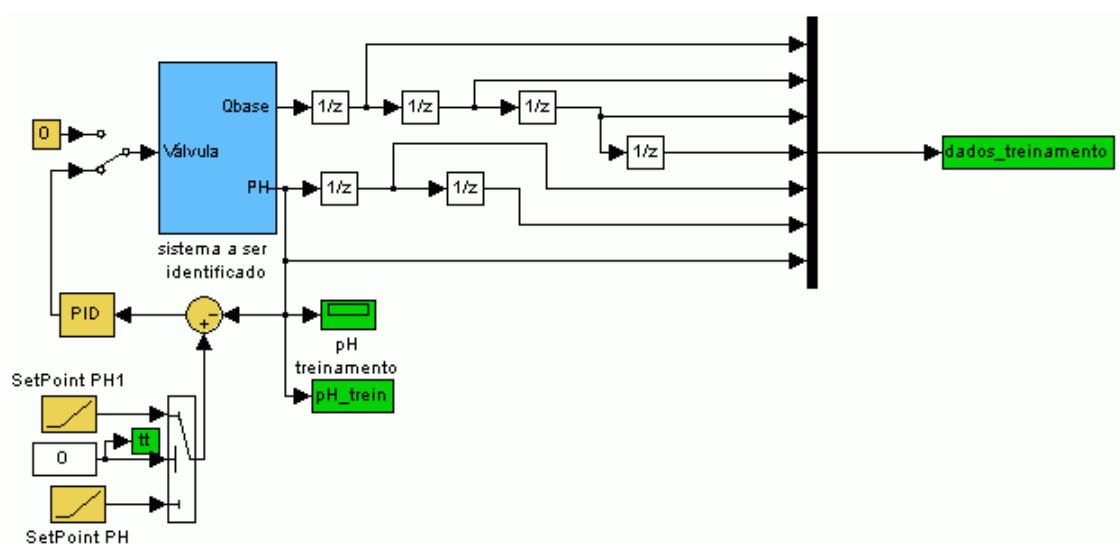 Qbase
1/z
1/z
1/z
0
Válvula
1/z
dados_treinamento
PH
1/z
1/z
sistema a ser
identificado
PID
-
+
pH
treinamento
pH_trein
SetPoint PH1
tt
0
SetPoint PH